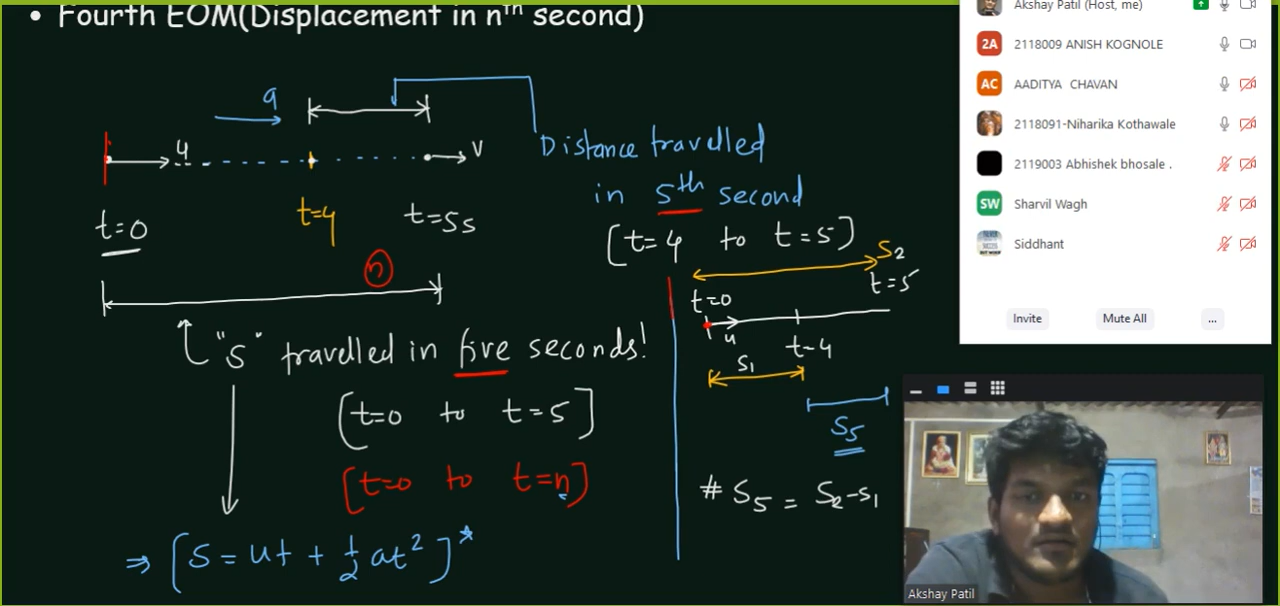 • Fourth EOM(Displacement in nth second)
a
u
v
t=0
t=4
t=5s
Distance travelled
in 5th second
[t=4 to t=5]
n
"S" travelled in five seconds!
[t=0 to t=5]
[t=0 to t=n]
⇒ [S = ut + 1/2 at²]*
S2
t=0
t=5
u
t=4
S1
S5
# S5 = S2-S1
Akshay Patil (Host, me)
2A 2118009 ANISH KOGNOLE
AC AADITYA CHAVAN
2118091-Niharika Kothawale
2119003 Abhishek bhosale .
SW Sharvil Wagh
Siddhant
Invite Mute All ...
Akshay Patil